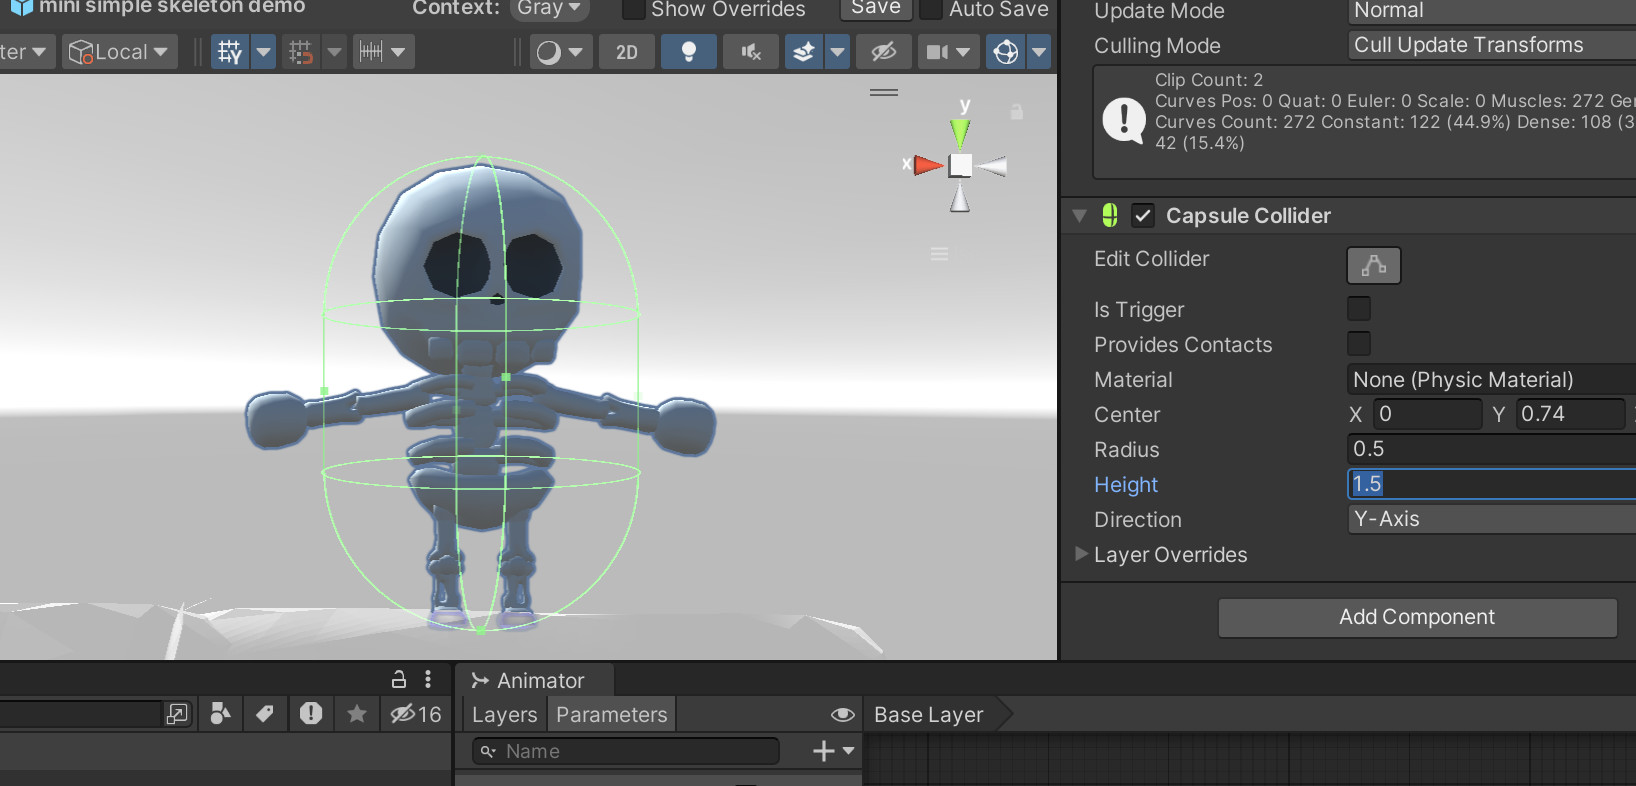 mini simple skeleton demo
Context: Gray Show Overrides Save Auto Save
ter Local 2D
y
x
Update Mode Normal
Culling Mode Cull Update Transforms
Clip Count: 2
Curves Pos: 0 Quat: 0 Euler: 0 Scale: 0 Muscles: 272 Ge
Curves Count: 272 Constant: 122 (44.9%) Dense: 108 (3
42 (15.4%)
Capsule Collider
Edit Collider
Is Trigger
Provides Contacts
Material None (Physic Material)
Center X 0 Y 0.74
Radius 0.5
Height 1.5
Direction Y-Axis
Layer Overrides
Add Component
Animator
16
Layers Parameters Base Layer
Name